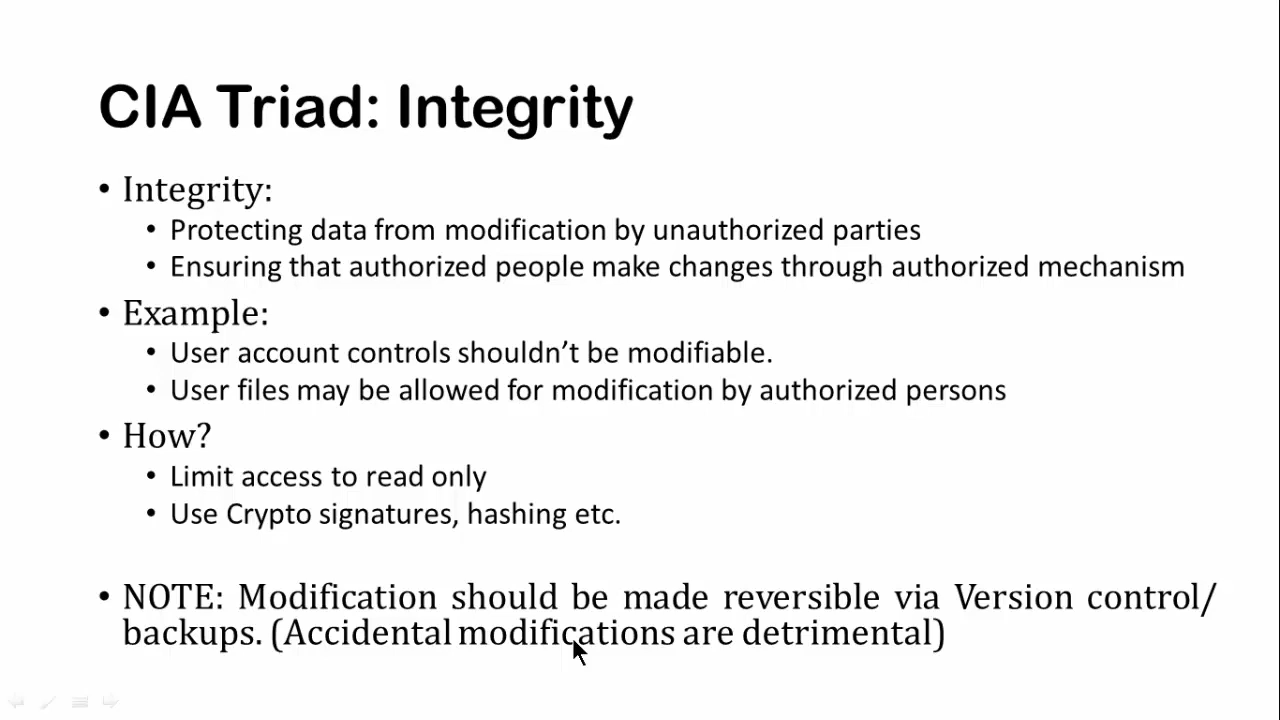 CIA Triad: Integrity
• Integrity:
• Protecting data from modification by unauthorized parties
• Ensuring that authorized people make changes through authorized mechanism
• Example:
• User account controls shouldn’t be modifiable.
• User files may be allowed for modification by authorized persons
• How?
• Limit access to read only
• Use Crypto signatures, hashing etc.
• NOTE: Modification should be made reversible via Version control/
backups. (Accidental modifications are detrimental)